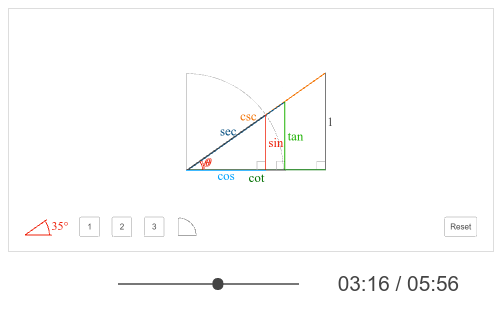 csc
1
sec
tan
sin
cos
cot
35°
1
2
3
Reset
03:16 / 05:56